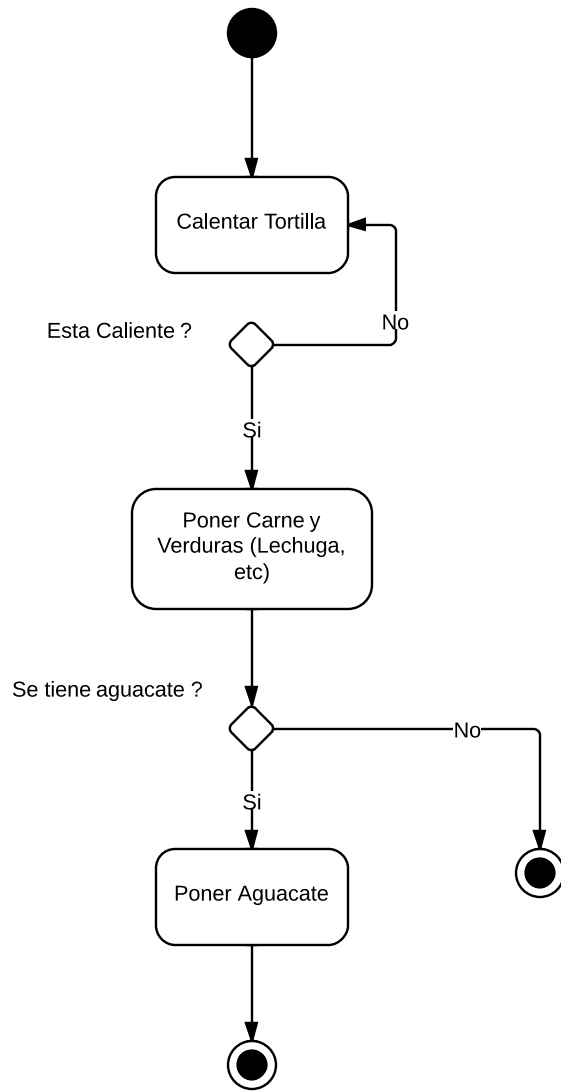 Calentar Tortilla
Esta Caliente ?
No
Si
Poner Carne y
Verduras (Lechuga,
etc)
Se tiene aguacate ?
No
Si
Poner Aguacate